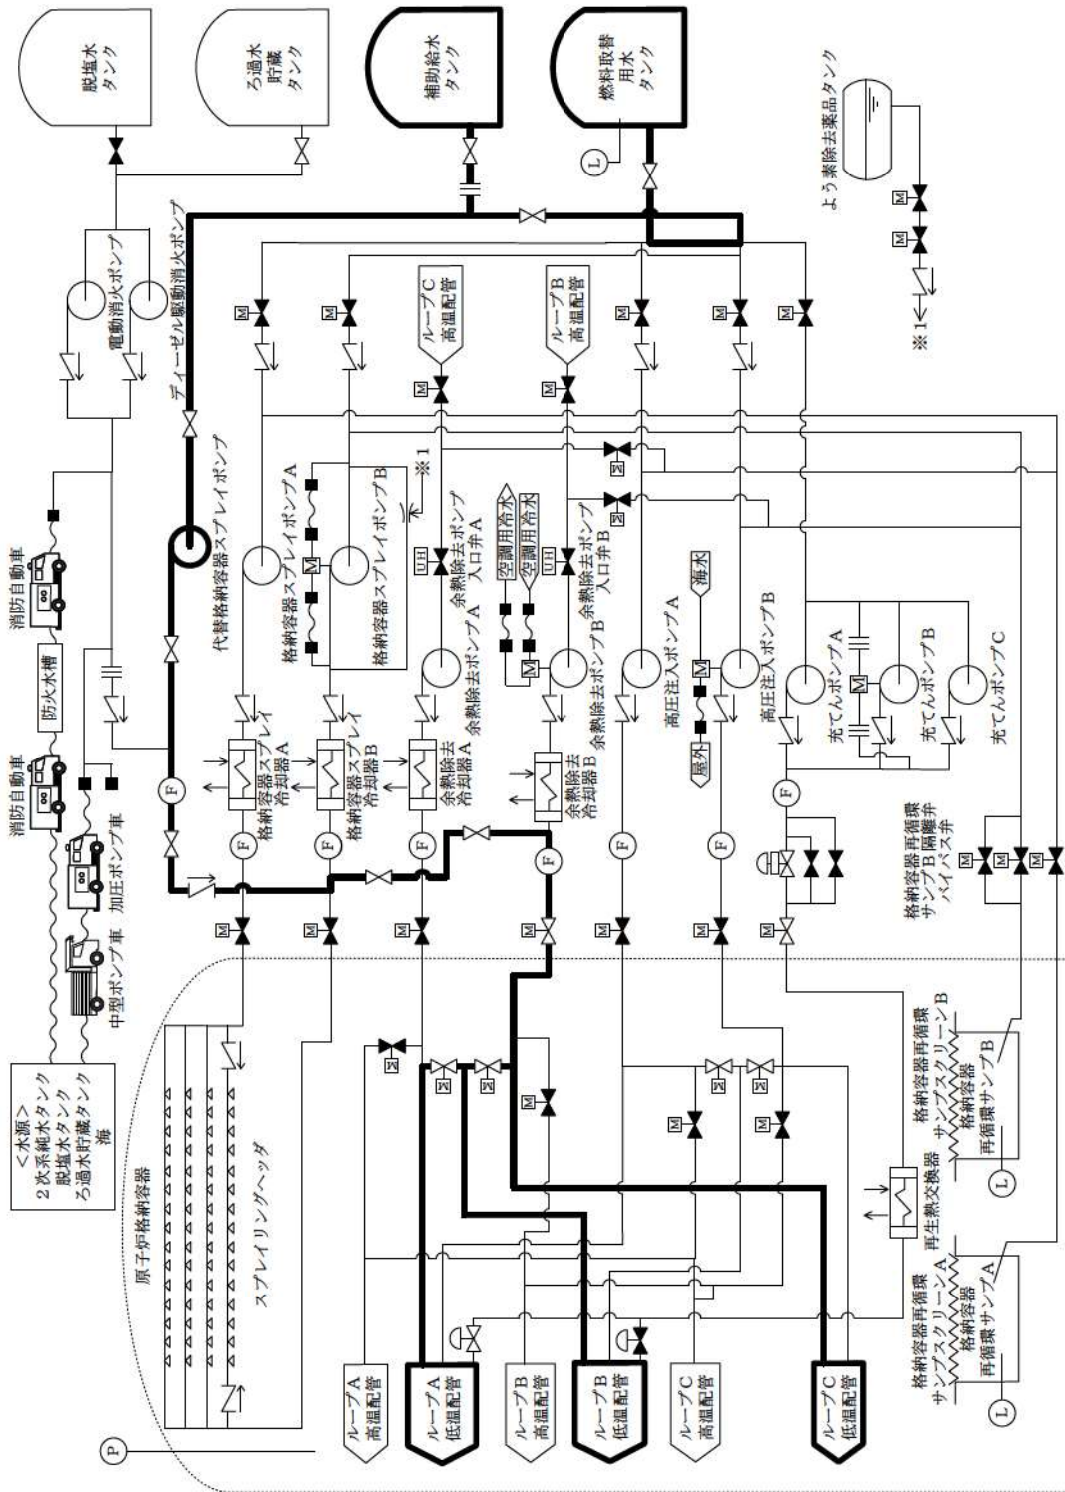 脱塩水
タンク
ろ過水
貯蔵
タンク
補助給水
タンク
燃料取替
用水
タンク
L
よう素除去薬品タンク
M
M
※1
電動消火ポンプ
ディーゼル駆動消火ポンプ
M
M
ループC
高温配管
ループB
高温配管
M
M
M
M
M
消防自動車
代替格納容器スプレイポンプ
格納容器スプレイポンプA
M
格納容器スプレイポンプB
※1
UH
余熱除去ポンプ
入口弁A
空調用冷水
空調用冷水
UH
余熱除去ポンプ
入口弁B
M
M
防火水槽
余熱除去ポンプA
M
余熱除去ポンプB
高圧注入ポンプA
海水
M
屋外
高圧注入ポンプB
充てんポンプA
M
充てんポンプB
充てんポンプC
消防自動車
F
格納容器スプレイ
冷却器A
格納容器スプレイ
冷却器B
余熱除去
冷却器A
余熱除去
冷却器B
F
F
F
F
F
F
F
F
加圧ポンプ車
中型ポンプ車
格納容器再循環
サンプB隔離弁
バイパス弁
M
M
M
M
M
M
M
M
M
M
<水源>
2次系純水タンク
脱塩水タンク
ろ過水貯蔵タンク
海
原子炉格納容器
スプレイリングヘッダ
M
M
M
M
M
M
M
M
再生熱交換器
格納容器再循環
サンプスクリーンB
格納容器
再循環サンプB
L
格納容器再循環
サンプスクリーンA
格納容器
再循環サンプA
L
P
ループA
高温配管
ループA
低温配管
ループB
高温配管
ループB
低温配管
ループC
高温配管
ループC
低温配管